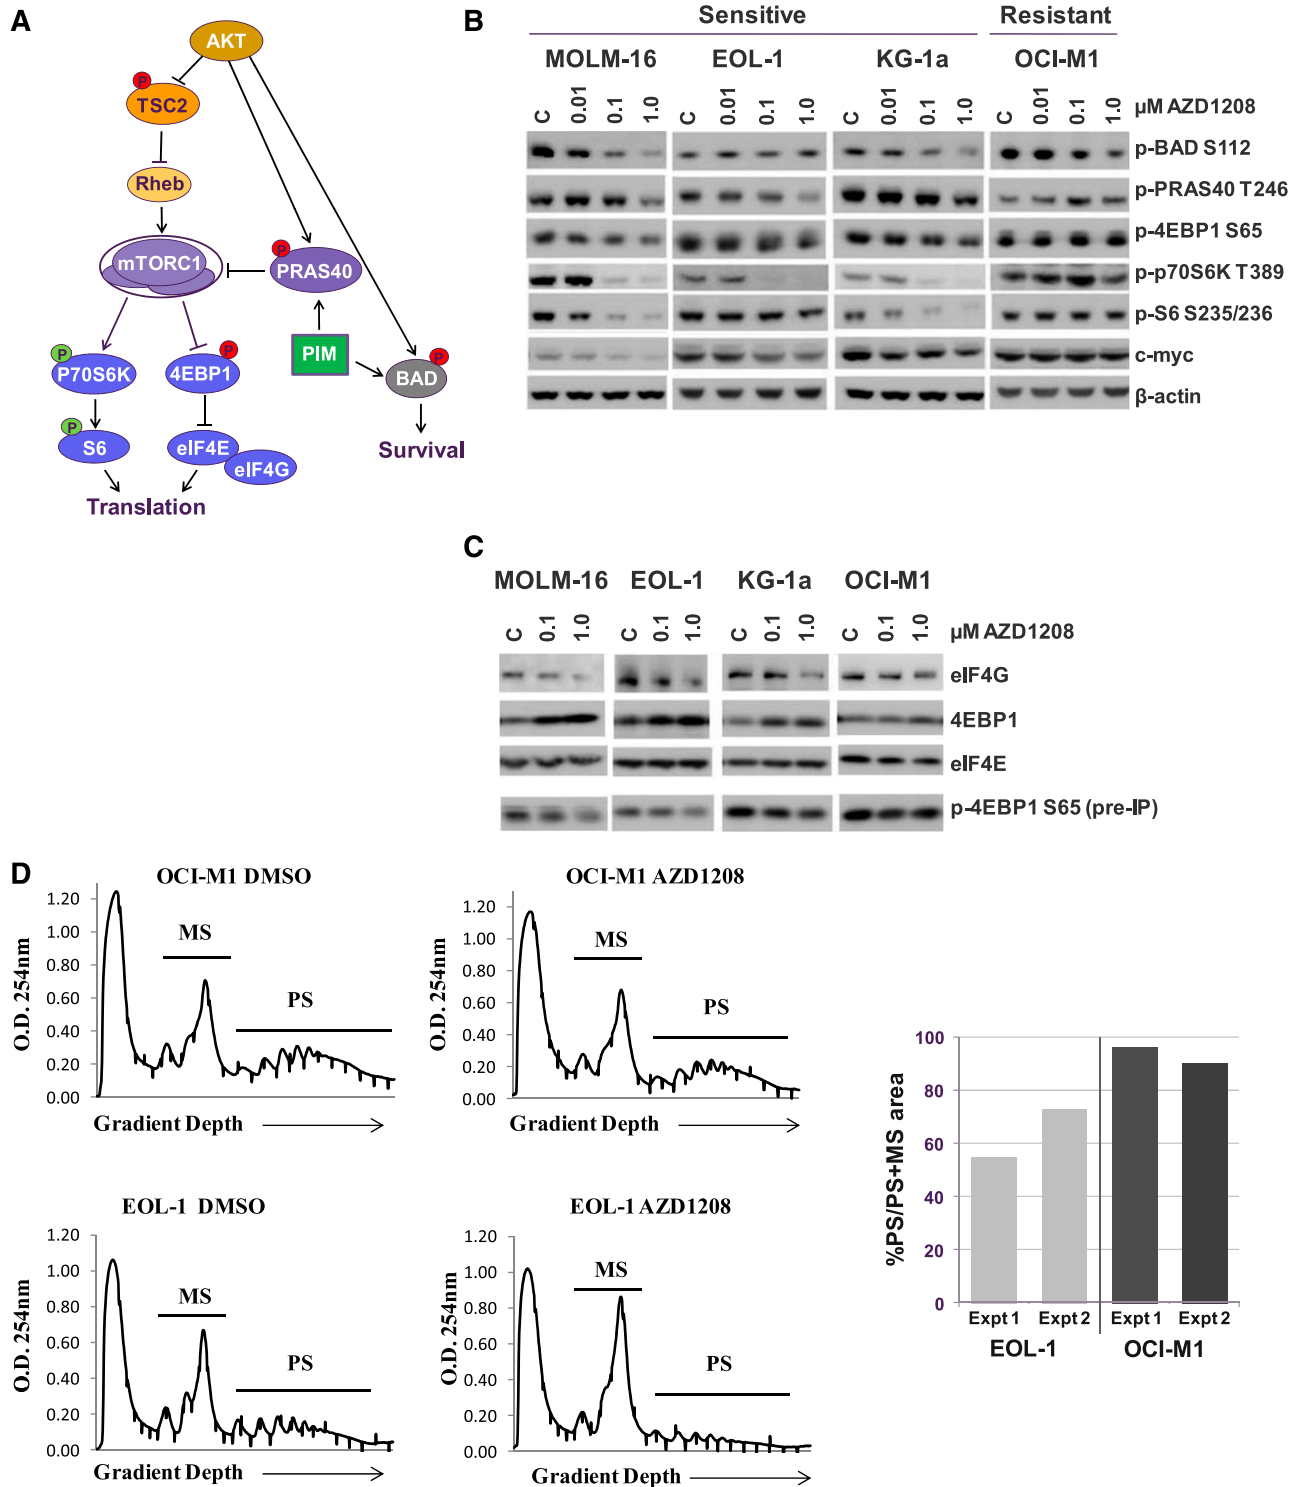 A
AKT
P
TSC2
Rheb
mTORC1
P
PRAS40
PIM
P
P70S6K
P
4EBP1
P
BAD
P
S6
eIF4E
eIF4G
Survival
Translation
B
Sensitive
Resistant
MOLM-16 EOL-1 KG-1a OCI-M1
C 0.01 0.1 1.0 C 0.01 0.1 1.0 C 0.01 0.1 1.0 C 0.01 0.1 1.0 µM AZD1208
p-BAD S112
p-PRAS40 T246
p-4EBP1 S65
p-p70S6K T389
p-S6 S235/236
c-myc
β-actin
C
MOLM-16 EOL-1 KG-1a OCI-M1
C 0.1 1.0 C 0.1 1.0 C 0.1 1.0 C 0.1 1.0 µM AZD1208
eIF4G
4EBP1
eIF4E
p-4EBP1 S65 (pre-IP)
D
OCI-M1 DMSO
O.D. 254nm
1.20
1.00
0.80
0.60
0.40
0.20
0.00
MS
PS
Gradient Depth
OCI-M1 AZD1208
O.D. 254nm
1.20
1.00
0.80
0.60
0.40
0.20
0.00
MS
PS
Gradient Depth
EOL-1 DMSO
O.D. 254nm
1.20
1.00
0.80
0.60
0.40
0.20
0.00
MS
PS
Gradient Depth
EOL-1 AZD1208
O.D. 254nm
1.20
1.00
0.80
0.60
0.40
0.20
0.00
MS
PS
Gradient Depth
%PS/PS+MS area
100
80
60
40
20
0
Expt 1 Expt 2 Expt 1 Expt 2
EOL-1 OCI-M1